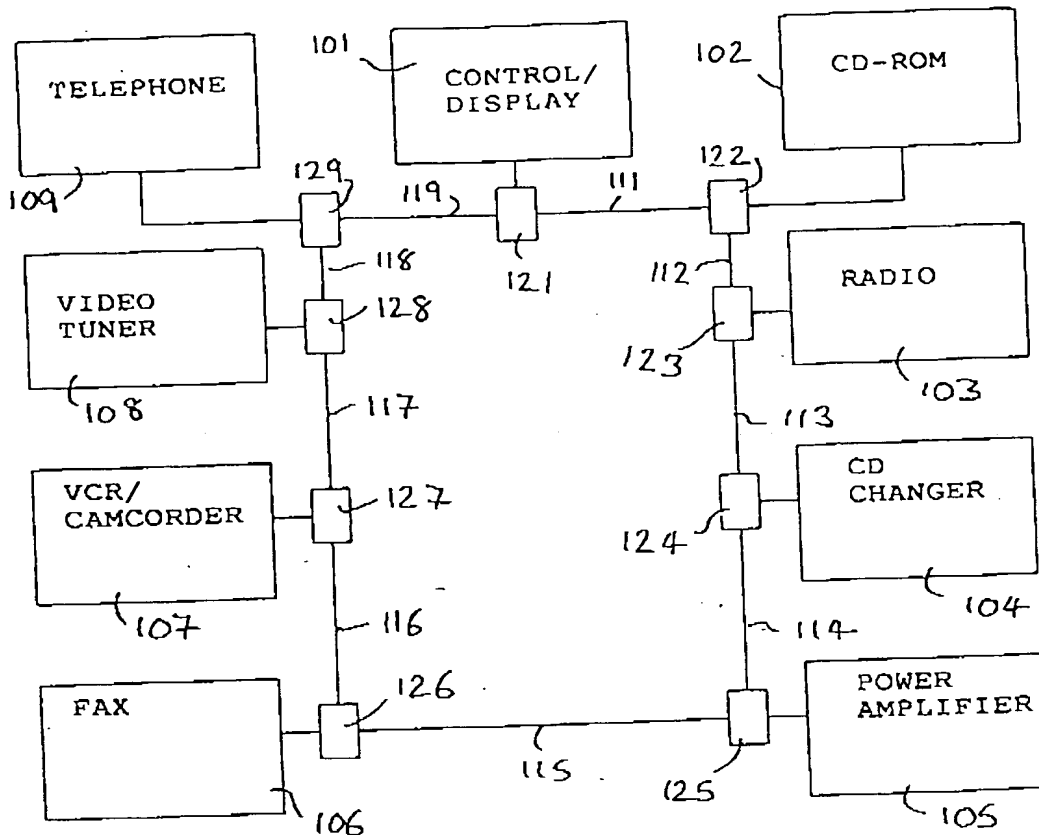 101
102
TELEPHONE
CONTROL/
DISPLAY
CD-ROM
109
129
119
111
122
118
121
112
VIDEO
TUNER
128
RADIO
123
108
103
117
113
VCR/
CAMCORDER
127
CD
CHANGER
124
107
104
116
114
FAX
126
POWER
AMPLIFIER
115
125
106
105